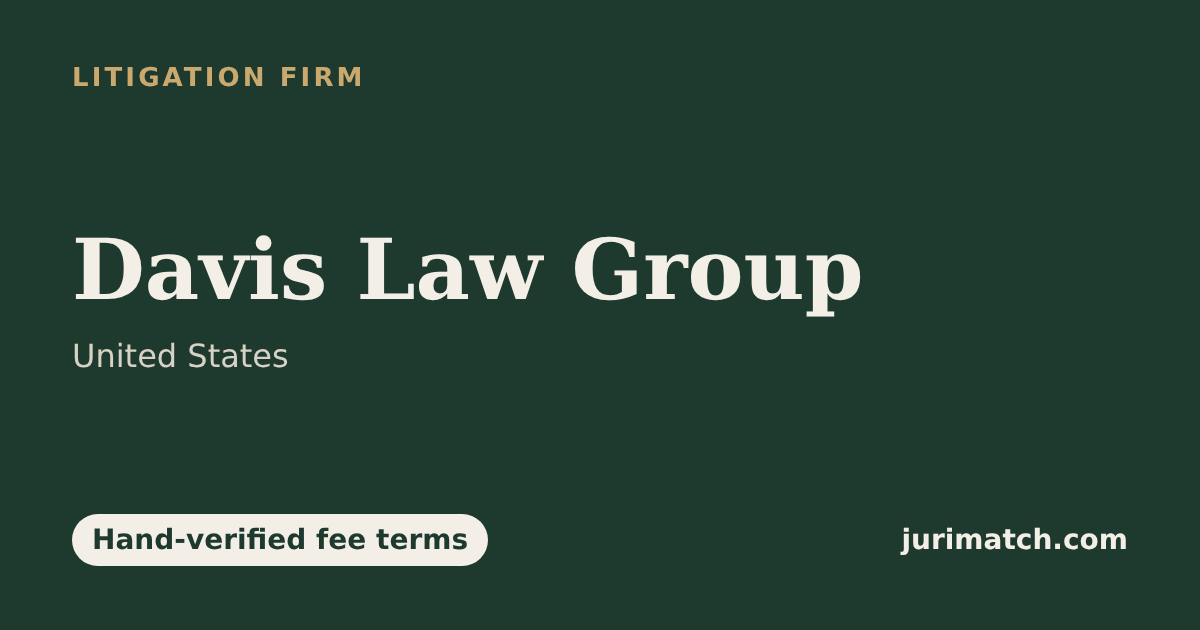 LITIGATION FIRM
Davis Law Group
United States
Hand-verified fee terms
jurimatch.com